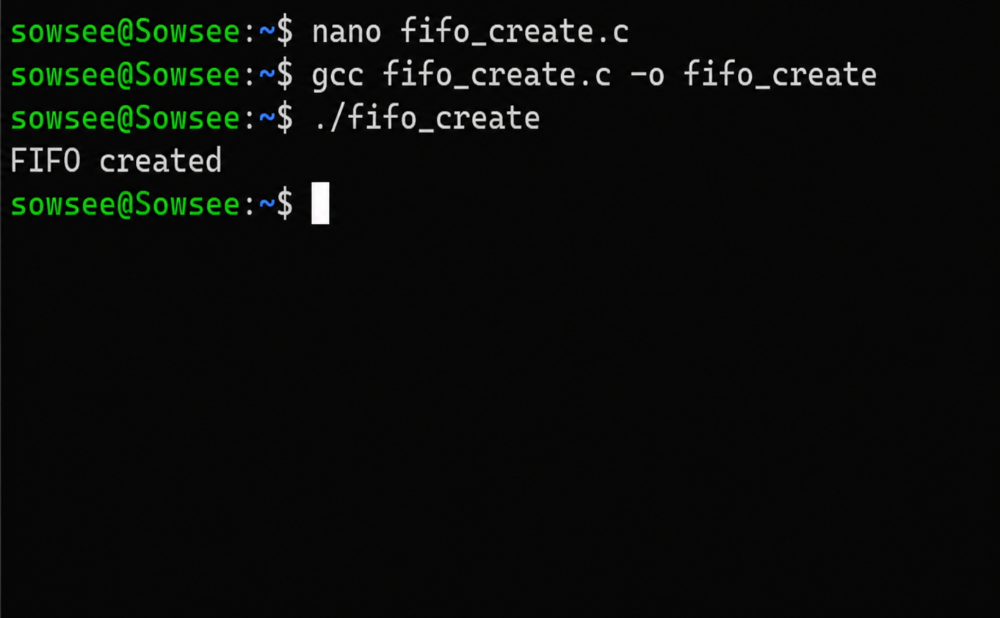 sowsee@Sowsee:~$ nano fifo_create.c
sowsee@Sowsee:~$ gcc fifo_create.c -o fifo_create
sowsee@Sowsee:~$ ./fifo_create
FIFO created
sowsee@Sowsee:~$